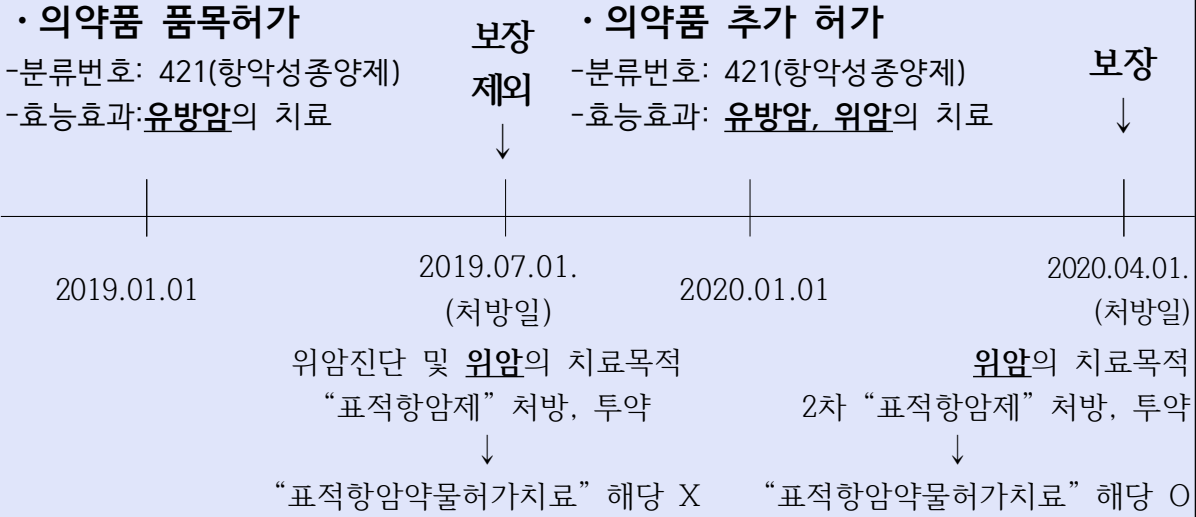 ・의약품 품목허가
-분류번호: 421(항악성종양제)
-효능효과:유방암의 치료
보장
제외
↓
・의약품 추가 허가
-분류번호: 421(항악성종양제)
-효능효과: 유방암, 위암의 치료
보장
↓
2019.01.01
2019.07.01.
(처방일)
2020.01.01
2020.04.01.
(처방일)
위암진단 및 위암의 치료목적
“표적항암제” 처방, 투약
↓
“표적항암약물허가치료” 해당 X
위암의 치료목적
2차 “표적항암제” 처방, 투약
↓
“표적항암약물허가치료” 해당 O